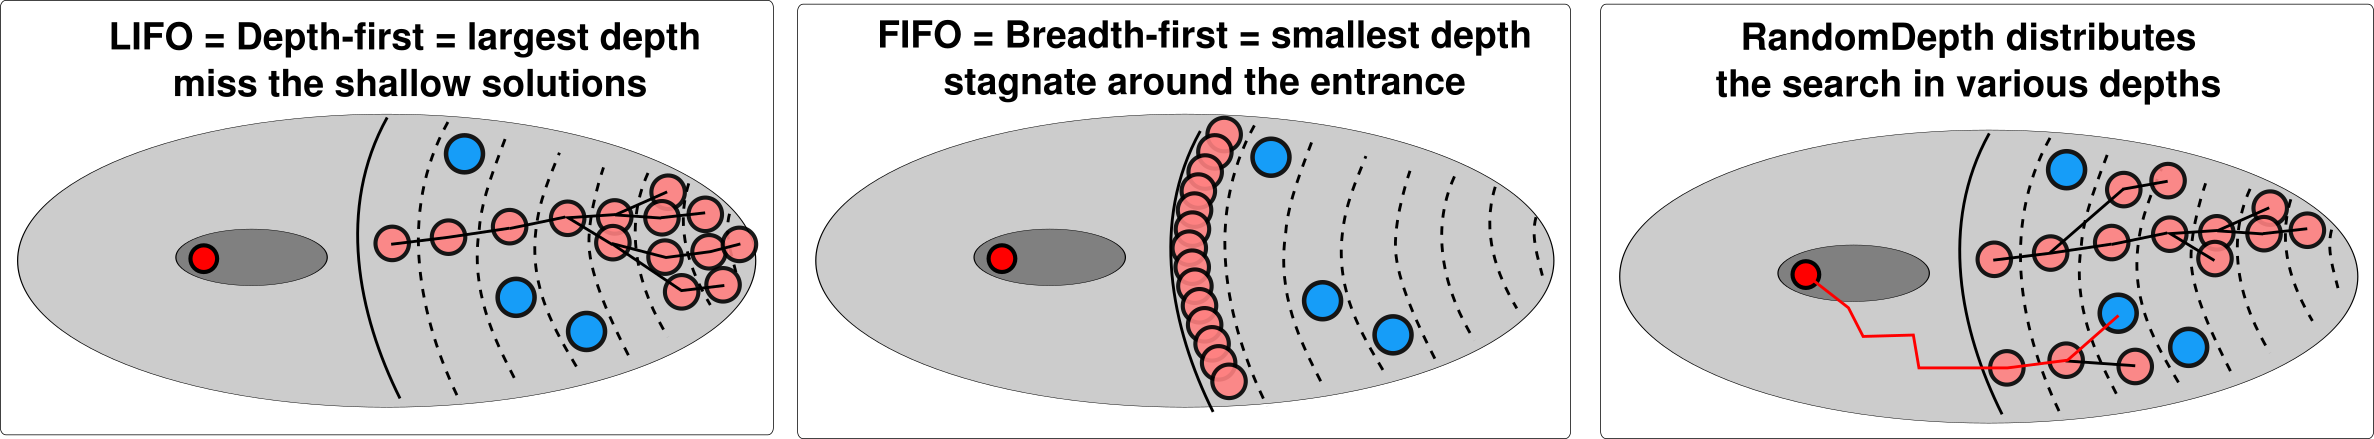 LIFO = Depth-first = largest depth
miss the shallow solutions
FIFO = Breadth-first = smallest depth
stagnate around the entrance
RandomDepth distributes
the search in various depths